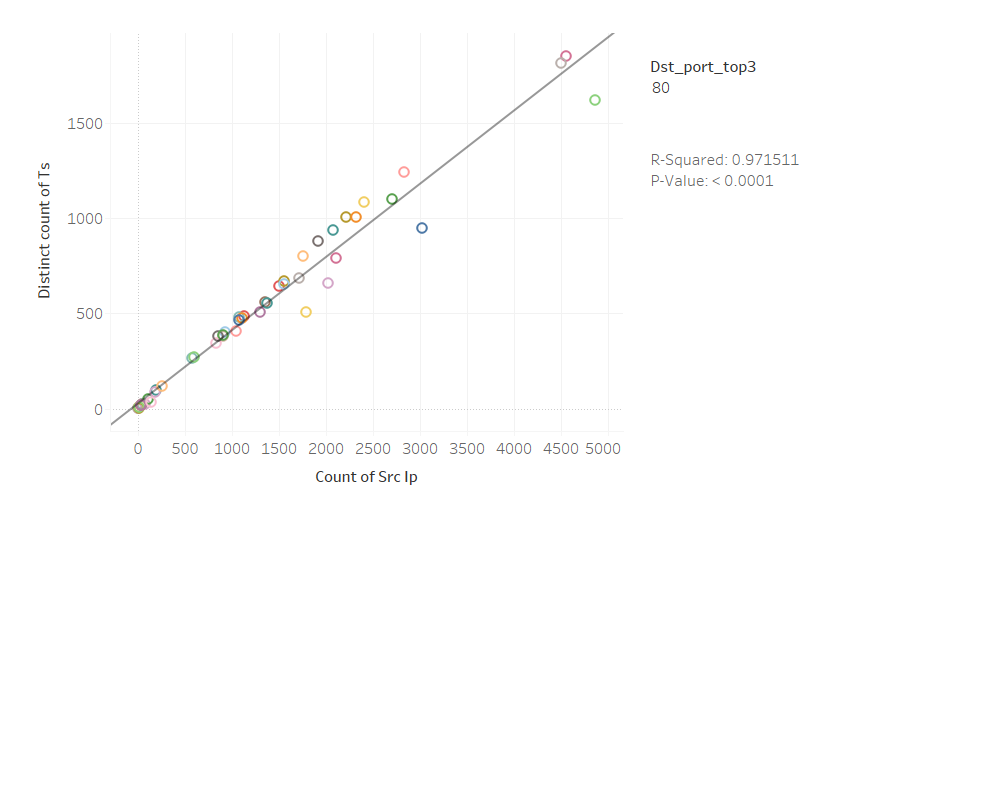 Dst_port_top3
80
R-Squared: 0.971511
P-Value: < 0.0001
Distinct count of Ts
1500
1000
500
0
0 500 1000 1500 2000 2500 3000 3500 4000 4500 5000
Count of Src Ip